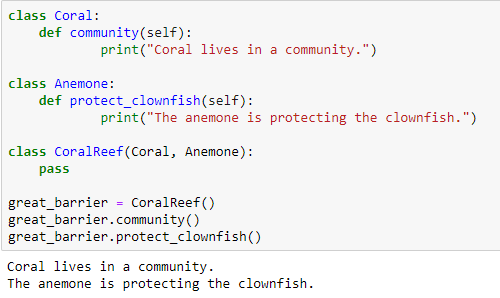 class Coral:
    def community(self):
            print("Coral lives in a community.")
class Anemone:
    def protect_clownfish(self):
            print("The anemone is protecting the clownfish.")
class CoralReef(Coral, Anemone):
    pass
great_barrier = CoralReef()
great_barrier.community()
great_barrier.protect_clownfish()
Coral lives in a community.
The anemone is protecting the clownfish.